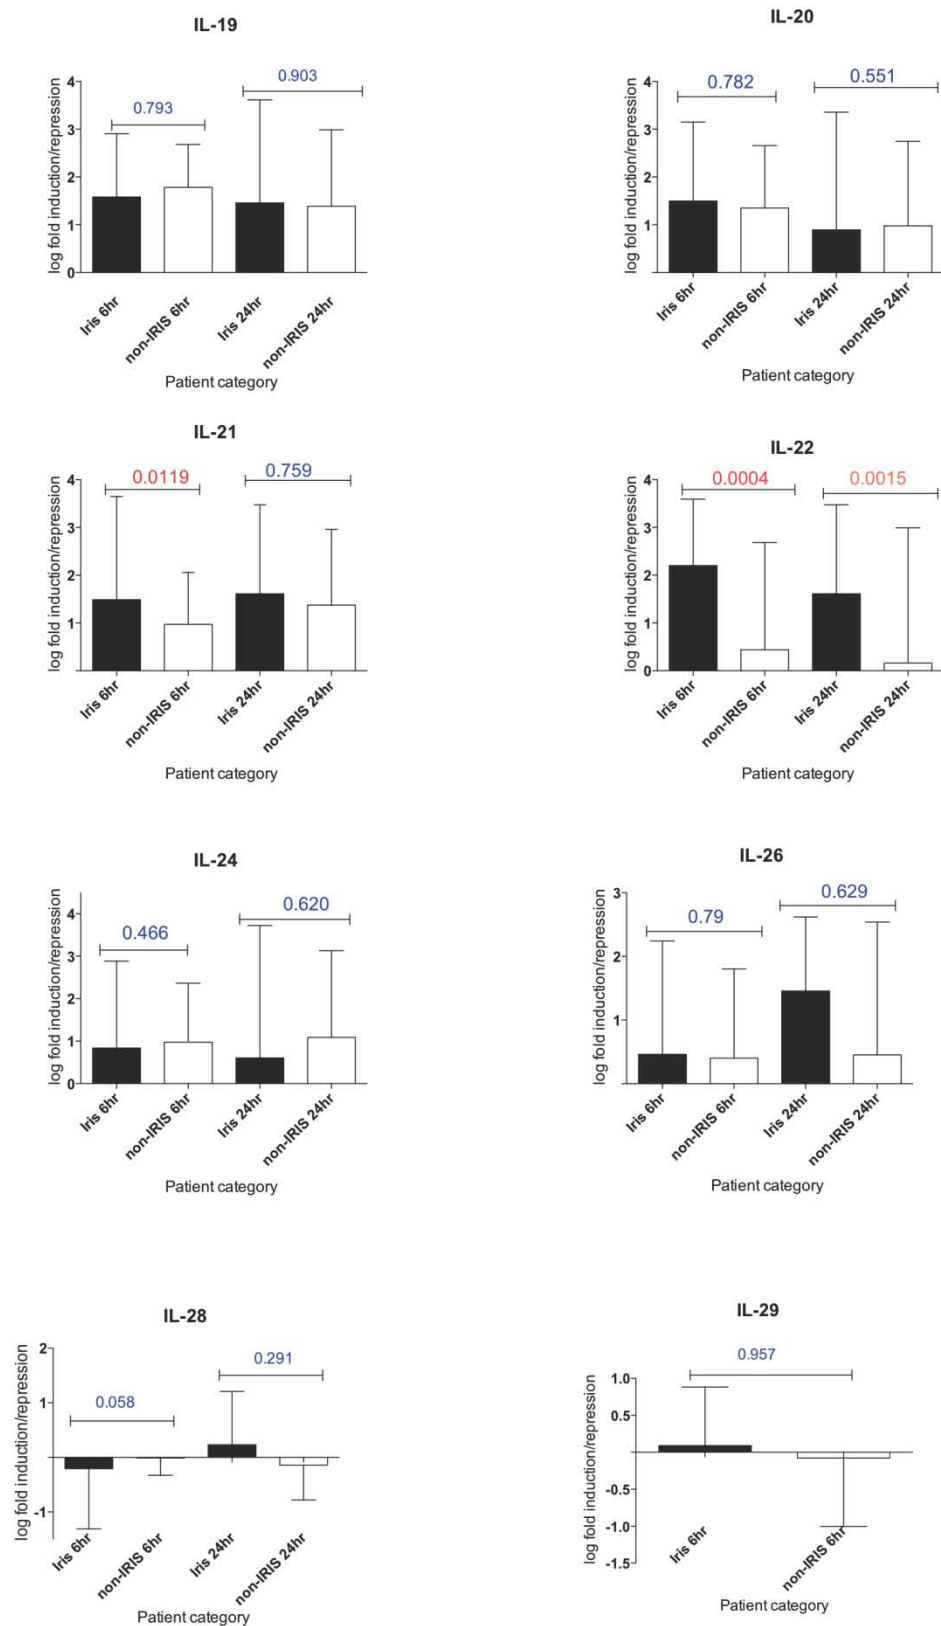 IL-19
0.793
0.903
log fold induction/repression
4
3
2
1
0
Iris 6hr
non-IRIS 6hr
Iris 24hr
non-IRIS 24hr
Patient category
IL-20
0.782
0.551
log fold induction/repression
4
3
2
1
0
Iris 6hr
non-IRIS 6hr
Iris 24hr
non-IRIS 24hr
Patient category
IL-21
0.0119
0.759
log fold induction/repression
4
3
2
1
Iris 6hr
non-IRIS 6hr
Iris 24hr
non-IRIS 24hr
Patient category
IL-22
0.0004
0.0015
log fold induction/repression
4
3
2
1
0
Iris 6hr
non-IRIS 6hr
Iris 24hr
non-IRIS 24hr
Patient category
IL-24
0.466
0.620
log fold induction/repression
4
3
2
1
0
Iris 6hr
non-IRIS 6hr
Iris 24hr
non-IRIS 24hr
Patient category
IL-26
0.79
0.629
log fold induction/repression
3
2
1
Iris 6hr
non-IRIS 6hr
Iris 24hr
non-IRIS 24hr
Patient category
IL-28
0.058
0.291
log fold induction/repression
2
1
-1
Iris 6hr
non-IRIS 6hr
Iris 24hr
non-IRIS 24hr
Patient category
IL-29
0.957
log fold induction/repression
1.0
0.5
-0.5
-1.0
-1.5
Iris 6hr
non-IRIS 6hr
Patient category